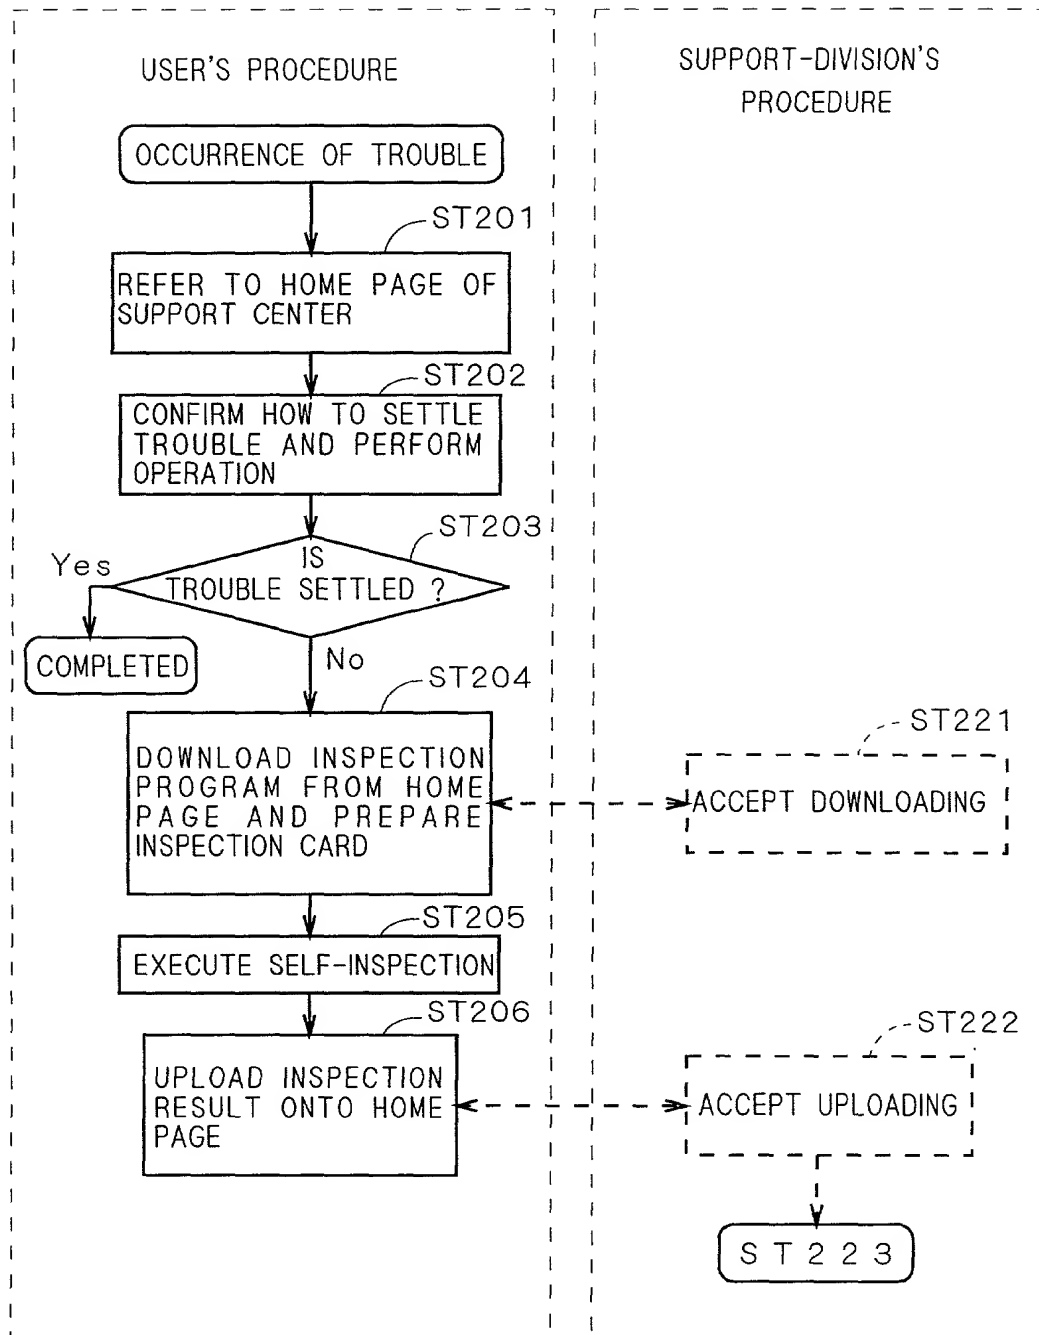 USER'S PROCEDURE
OCCURRENCE OF TROUBLE
ST201
REFER TO HOME PAGE OF
SUPPORT CENTER
ST202
CONFIRM HOW TO SETTLE
TROUBLE AND PERFORM
OPERATION
ST203
IS
TROUBLE SETTLED ?
Yes
COMPLETED
No
ST204
DOWNLOAD INSPECTION
PROGRAM FROM HOME
PAGE AND PREPARE
INSPECTION CARD
ST205
EXECUTE SELF-INSPECTION
ST206
UPLOAD INSPECTION
RESULT ONTO HOME
PAGE
SUPPORT-DIVISION'S
PROCEDURE
ST221
ACCEPT DOWNLOADING
ST222
ACCEPT UPLOADING
ST223